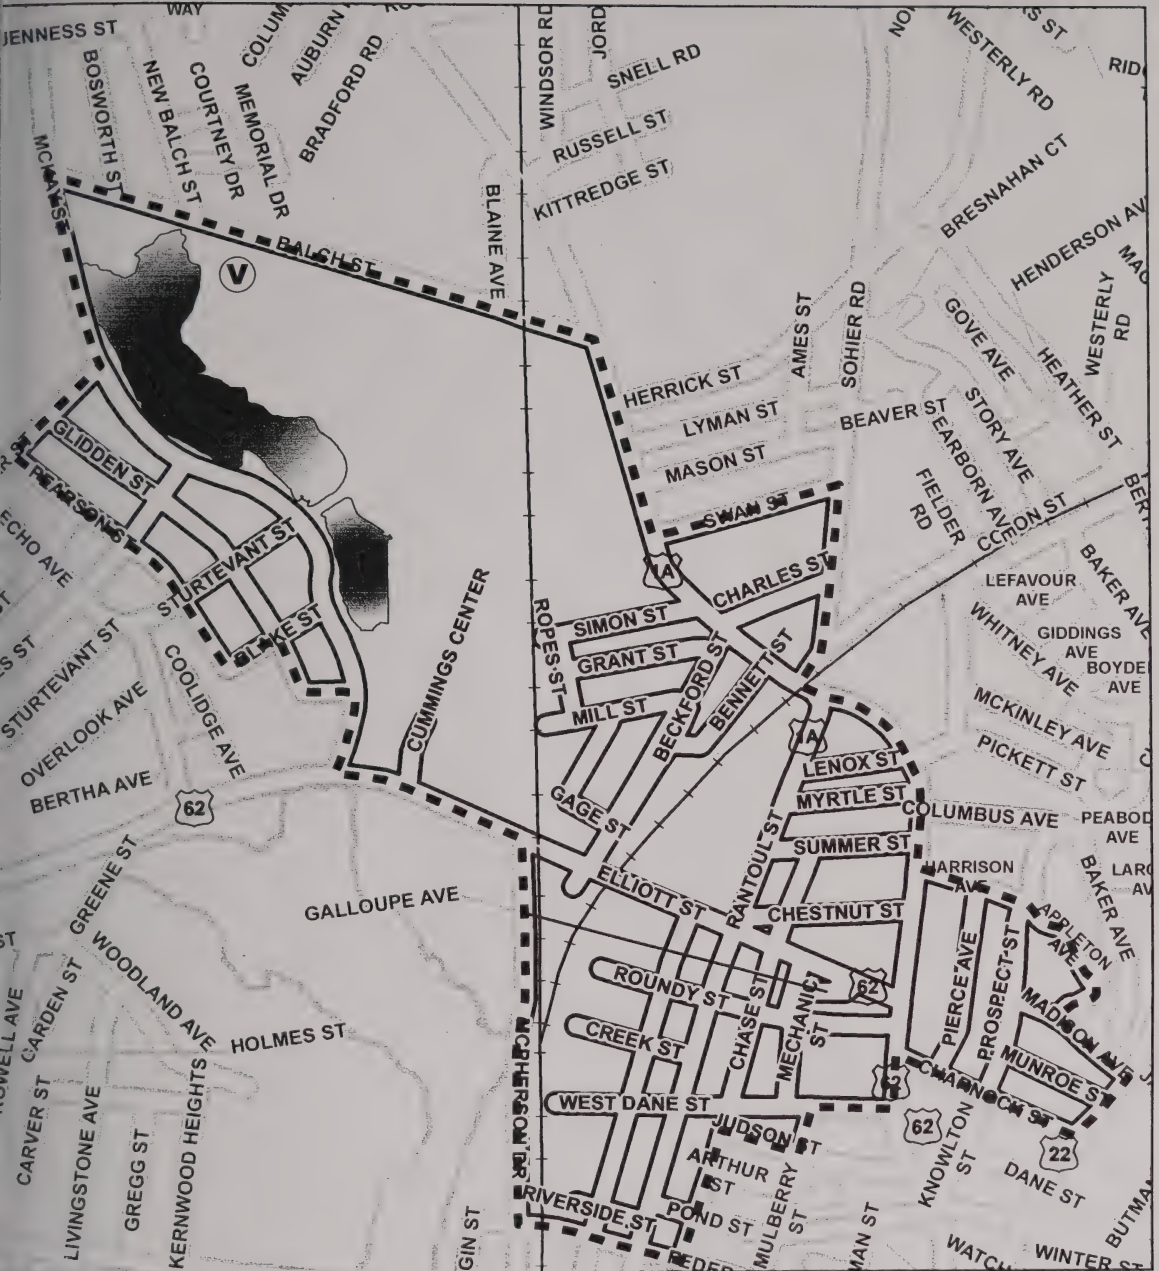 WAY
JENNESS ST
BOSWORTH ST
NEW BALCH ST
COURTNEY DR
MEMORIAL DR
AUBURN
BRADFORD RD
WINDSOR RD
SNELL RD
RUSSELL ST
KITTREDGE ST
WESTERLY RD
BRESNAHAN CT
MCKAY ST
BLAINE AVE
BALCH ST
V
HENDERSON AV
WESTERLY
RD
AMES ST
SOHIER RD
GOVE AVE
HEATHER ST
HERRICK ST
LYMAN ST
BEAVER ST
STORY AVE
MASON ST
FIELDER
RD
SWAN ST
GLIDDEN ST
PEARSON ST
ECHO AVE
STURTEVANT ST
BLAKE ST
1A
CHARLES ST
LEFAVOUR
AVE
BAKER AVE
WHITNEY AVE
GIDDINGS
AVE
CUMMINGS CENTER
ROPES ST
SIMON ST
GRANT ST
MILL ST
BECKFORD ST
BENNETT ST
STURTEVANT ST
COOLIDGE AVE
OVERLOOK AVE
BERTHA AVE
62
MCKINLEY AVE
PICKETT ST
LENOX ST
MYRTLE ST
COLUMBUS AVE
PEABOD
AVE
GAGE ST
RANTOUL ST
SUMMER ST
HARRISON
AVE
BAKER AVE
GREENE ST
GALLOUPE AVE
ELLIOTT ST
CHESTNUT ST
APPLETON
AVE
WOODLAND AVE
GARDEN ST
HOLMES ST
ROUNDY ST
CHASE ST
MECHANIC
ST
62
PIERCE AVE
PROSPECT ST
MADISON AVE
CREEK ST
MUNROE ST
CHARNOCK ST
MCPHERSON DR
WEST DANE ST
JUDSON ST
62
22
CARVER ST
LIVINGSTONE AVE
GREGG ST
KERNWOOD HEIGHTS
ARTHUR
ST
KNOWLTON
ST
DANE ST
RIVERSIDE ST
POND ST
MULBERRY
ST
WINTER ST